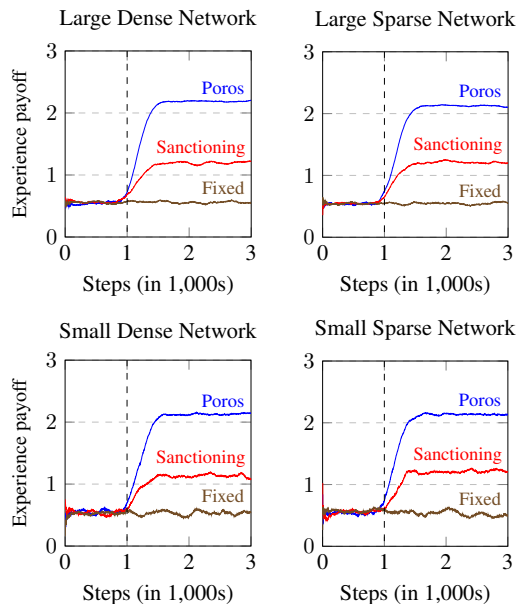 Large Dense Network
3
2
1
0
Experience payoff
Poros
Sanctioning
Fixed
0 1 2 3
Steps (in 1,000s)
Large Sparse Network
3
2
1
0
Poros
Sanctioning
Fixed
0 1 2 3
Steps (in 1,000s)
Small Dense Network
3
2
1
0
Experience payoff
Poros
Sanctioning
Fixed
0 1 2 3
Steps (in 1,000s)
Small Sparse Network
3
2
1
0
Poros
Sanctioning
Fixed
0 1 2 3
Steps (in 1,000s)